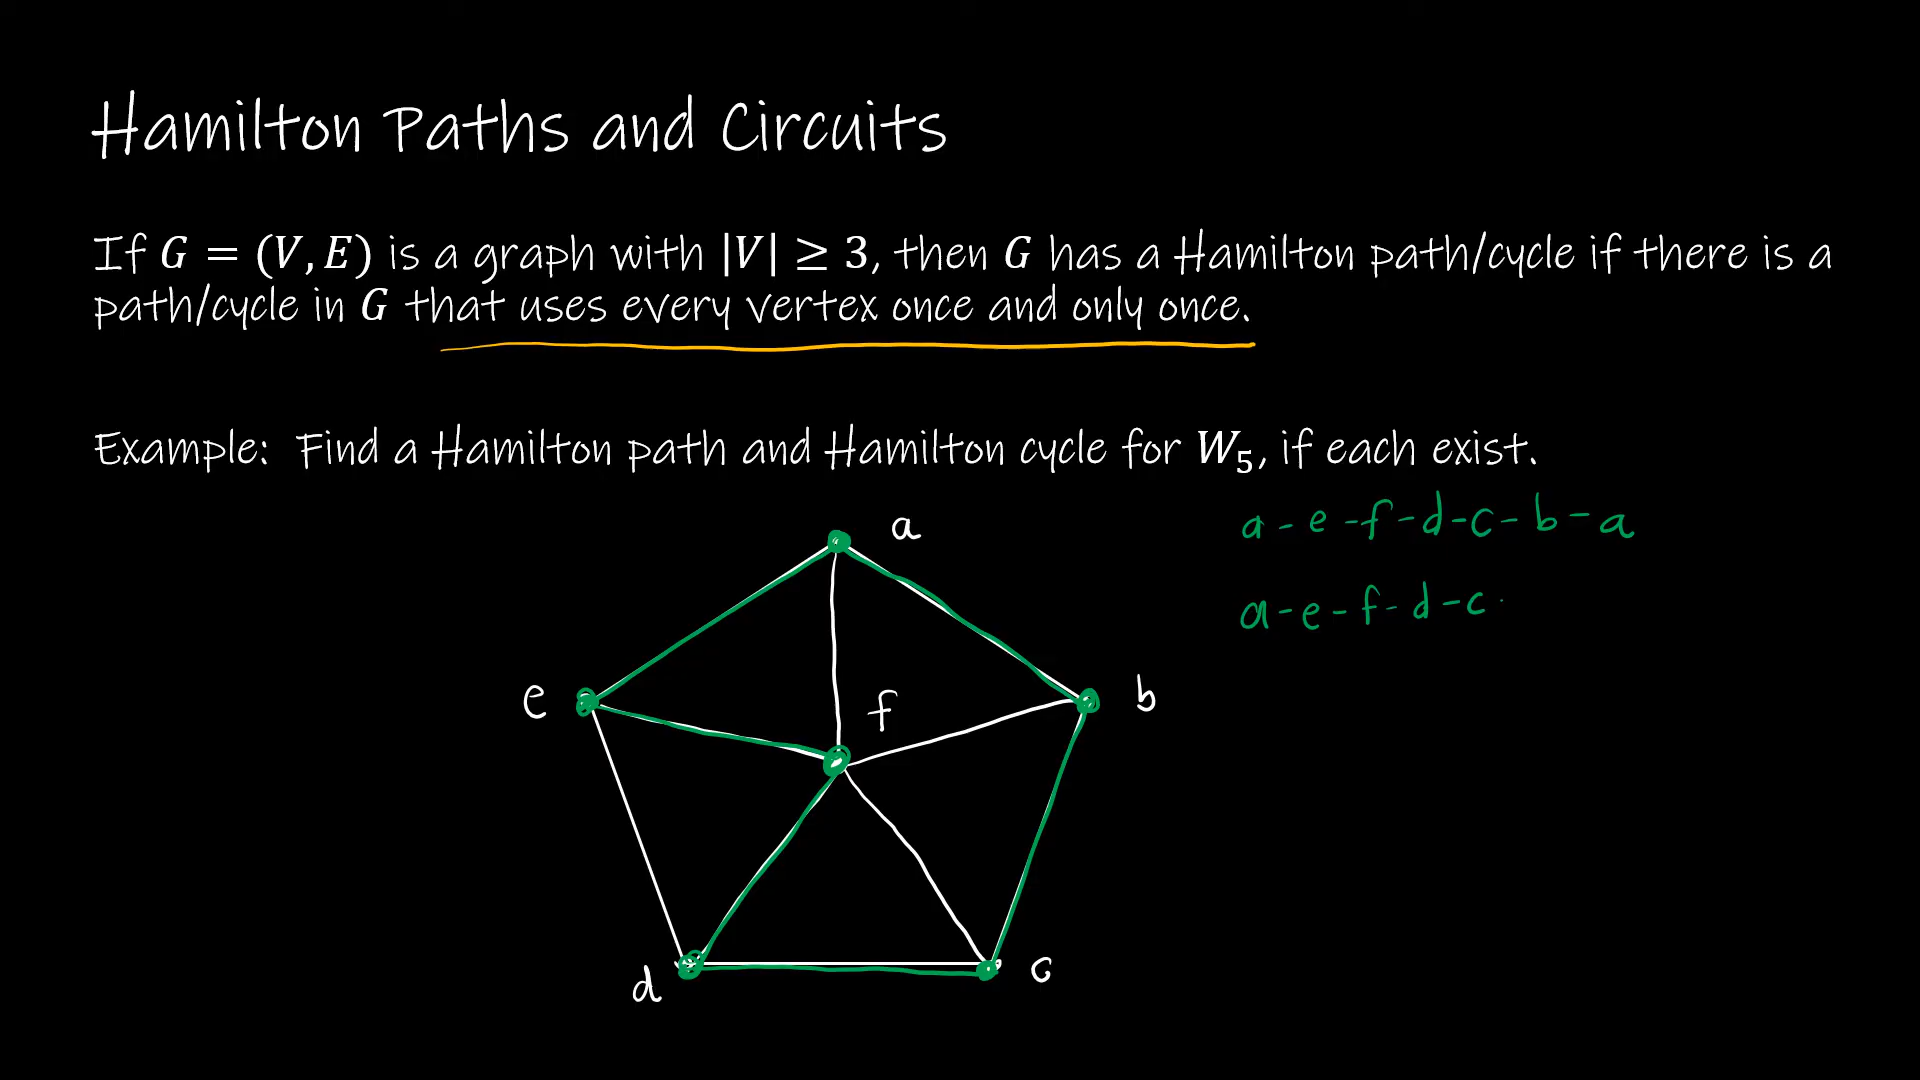 Hamilton Paths and Circuits
If G = (V, E) is a graph with |V| ≥ 3, then G has a Hamilton path/cycle if there is a
path/cycle in G that uses every vertex once and only once.
Example: Find a Hamilton path and Hamilton cycle for W₅, if each exist.
a - e - f - d - c - b - a
a
a - e - f - d - c
e
f
b
d
c